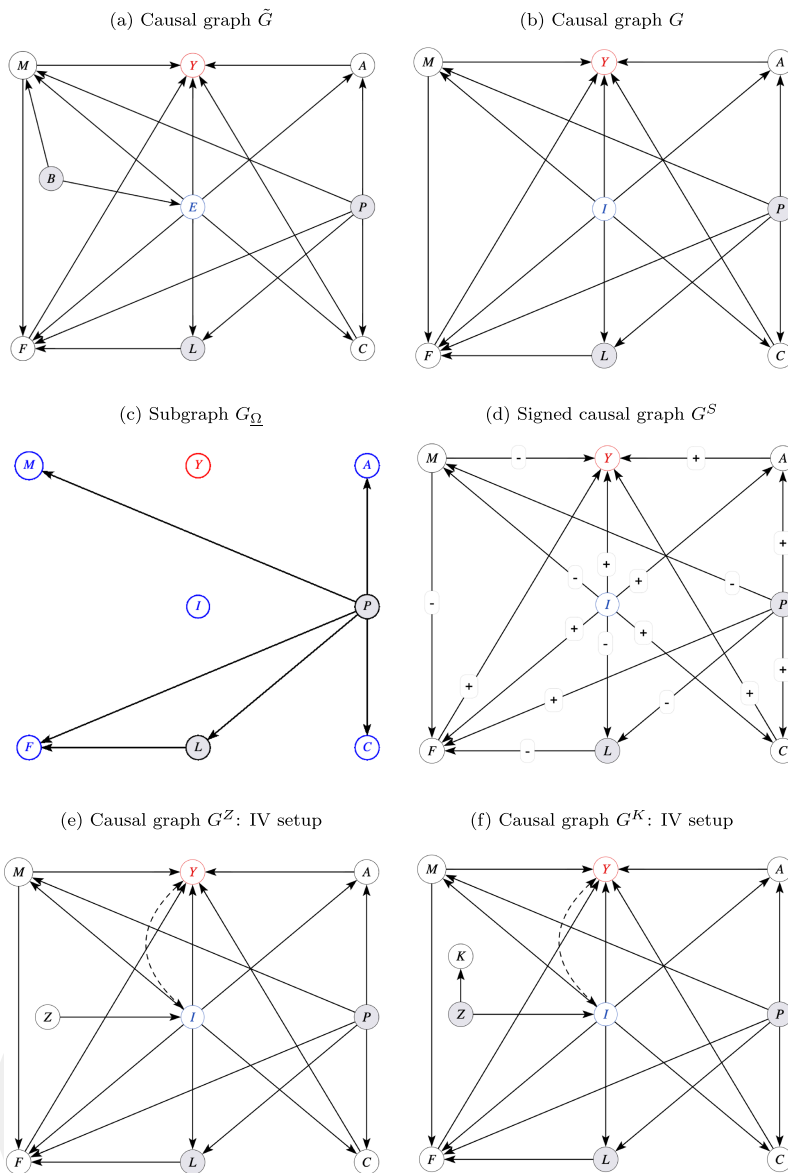 (a) Causal graph G̃
(b) Causal graph G
M Y A
B E P
F L C
M Y A
I P
F L C
(c) Subgraph G_Ω
(d) Signed causal graph G^S
M Y A
I P
F L C
M - Y + A
+
- + +
- I - P
+ - +
+ + - + +
F - L C
(e) Causal graph G^Z: IV setup
(f) Causal graph G^K: IV setup
M Y A
Z I P
F L C
M Y A
K
Z I P
F L C